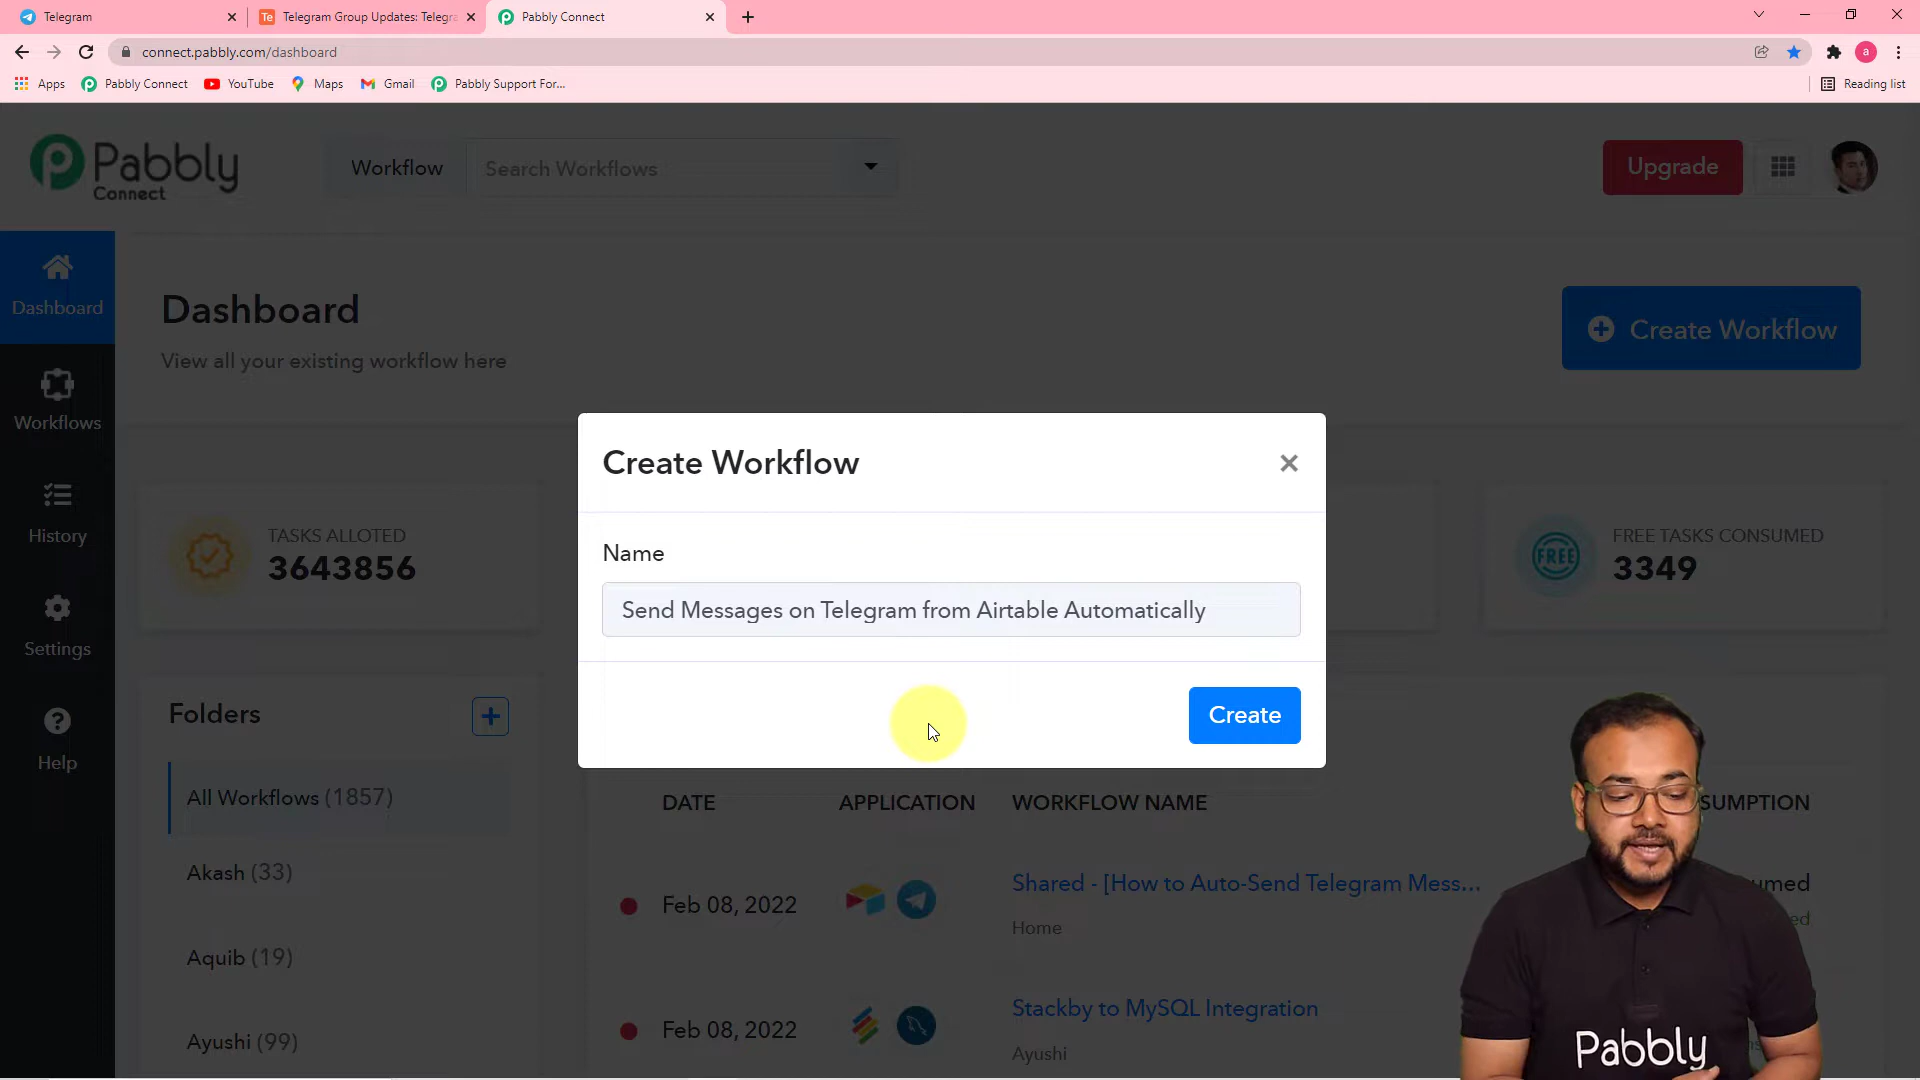 Telegram
Telegram Group Updates: Telegra
Pabbly Connect
connect.pabbly.com/dashboard
a
Apps
Pabbly Connect
YouTube
Maps
Gmail
Pabbly Support For...
Reading list
Pabbly
Connect
Workflow
Search Workflows
Upgrade
Dashboard
Workflows
History
Settings
Help
Dashboard
View all your existing workflow here
Create Workflow
TASKS ALLOTED
3643856
FREE TASKS CONSUMED
3349
FREE
Create Workflow
Name
Send Messages on Telegram from Airtable Automatically
Create
Folders
All Workflows (1857)
Akash (33)
Aquib (19)
Ayushi (99)
DATE
APPLICATION
WORKFLOW NAME
Feb 08, 2022
Shared - [How to Auto-Send Telegram Mess...
Home
Feb 08, 2022
Stackby to MySQL Integration
Ayushi
Pabbly